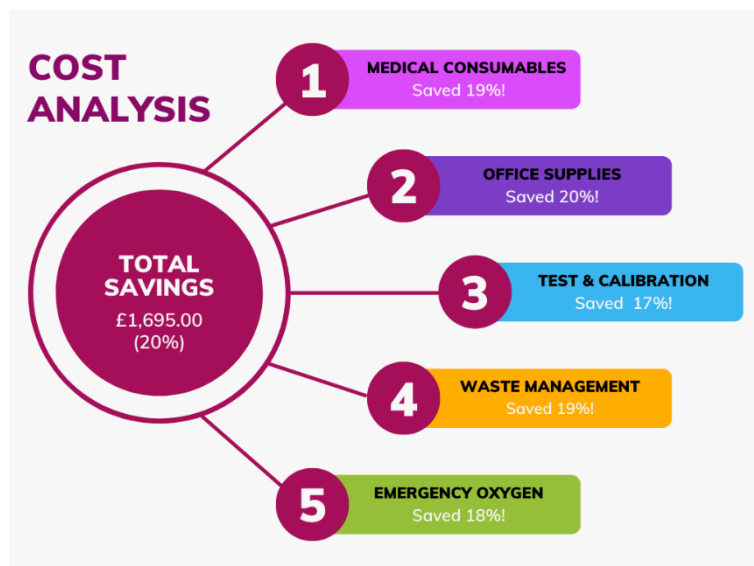 COST
ANALYSIS
1
MEDICAL CONSUMABLES
Saved 19%!
2
OFFICE SUPPLIES
Saved 20%!
TOTAL
SAVINGS
£1,695.00
(20%)
3
TEST & CALIBRATION
Saved 17%!
4
WASTE MANAGEMENT
Saved 19%!
5
EMERGENCY OXYGEN
Saved 18%!